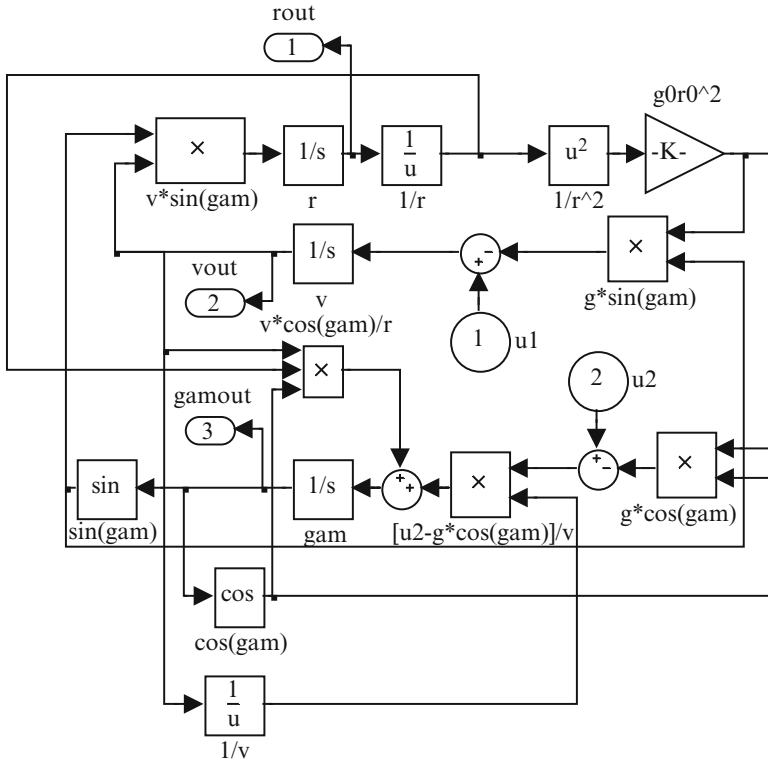 rout
1
g0r0^2
×
v*sin(gam)
1/s
r
1
u
1/r
u²
1/r^2
-K-
vout
2
1/s
v
-
+
×
g*sin(gam)
1
u1
v*cos(gam)/r
×
2
u2
gamout
3
sin
sin(gam)
1/s
gam
+
+
×
[u2-g*cos(gam)]/v
+
-
×
g*cos(gam)
cos
cos(gam)
1
u
1/v